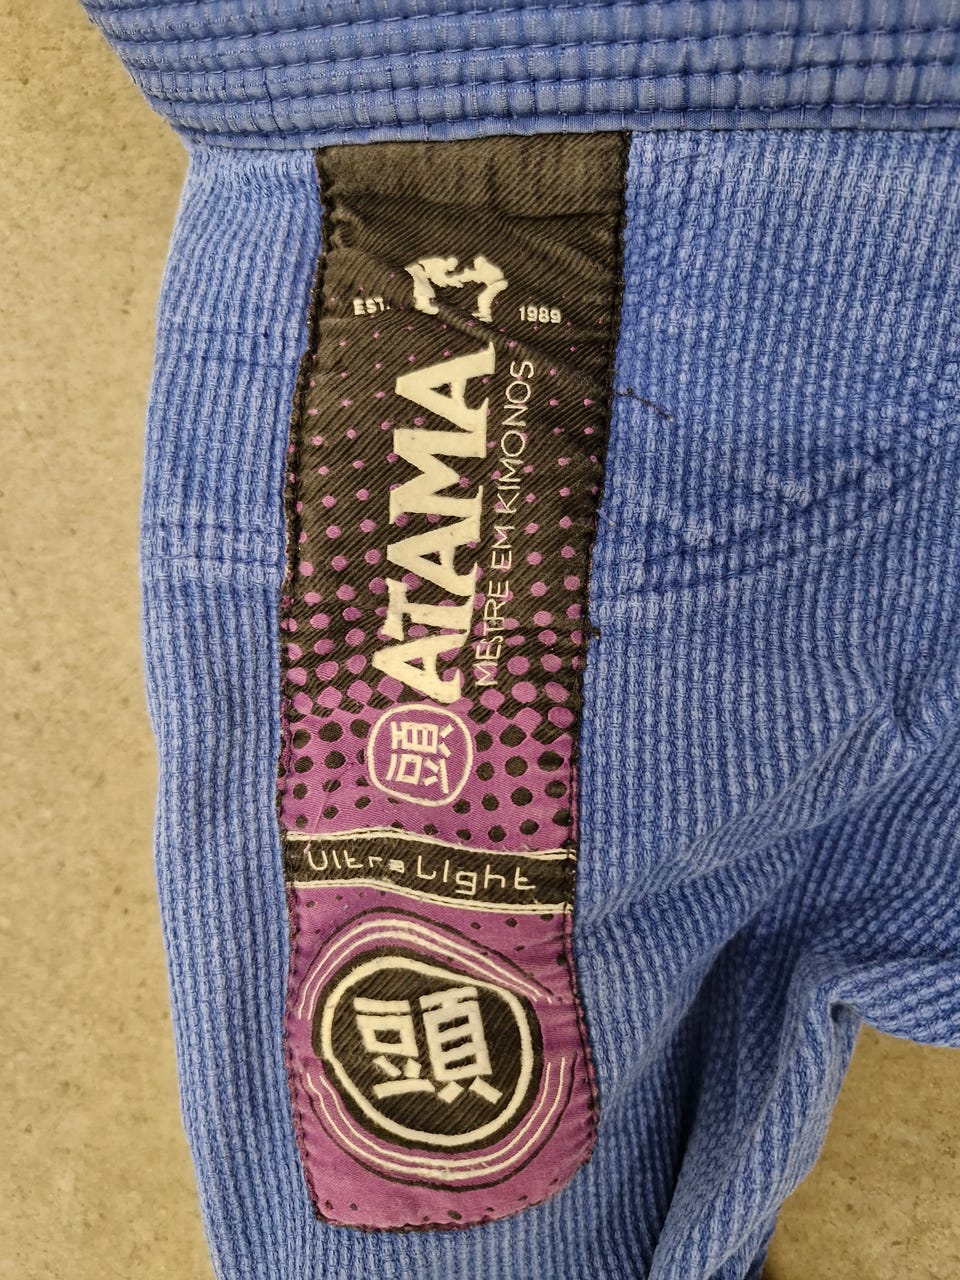 EST. 1989
ATAMA
MESTRE EM KIMONOS
頭
Ultra Light
頭